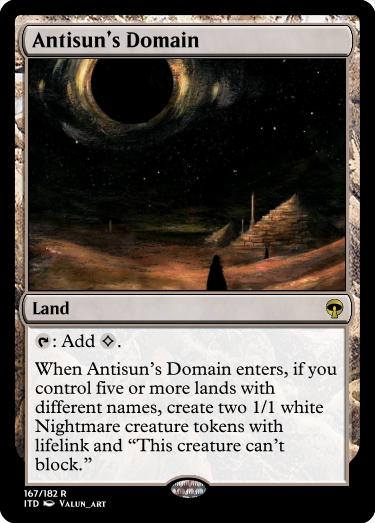 Antisun's Domain
Land
: Add .
When Antisun's Domain enters, if you
control five or more lands with
different names, create two 1/1 white
Nightmare creature tokens with
lifelink and “This creature can't
block.”
167/182 R
ITD Valun_art